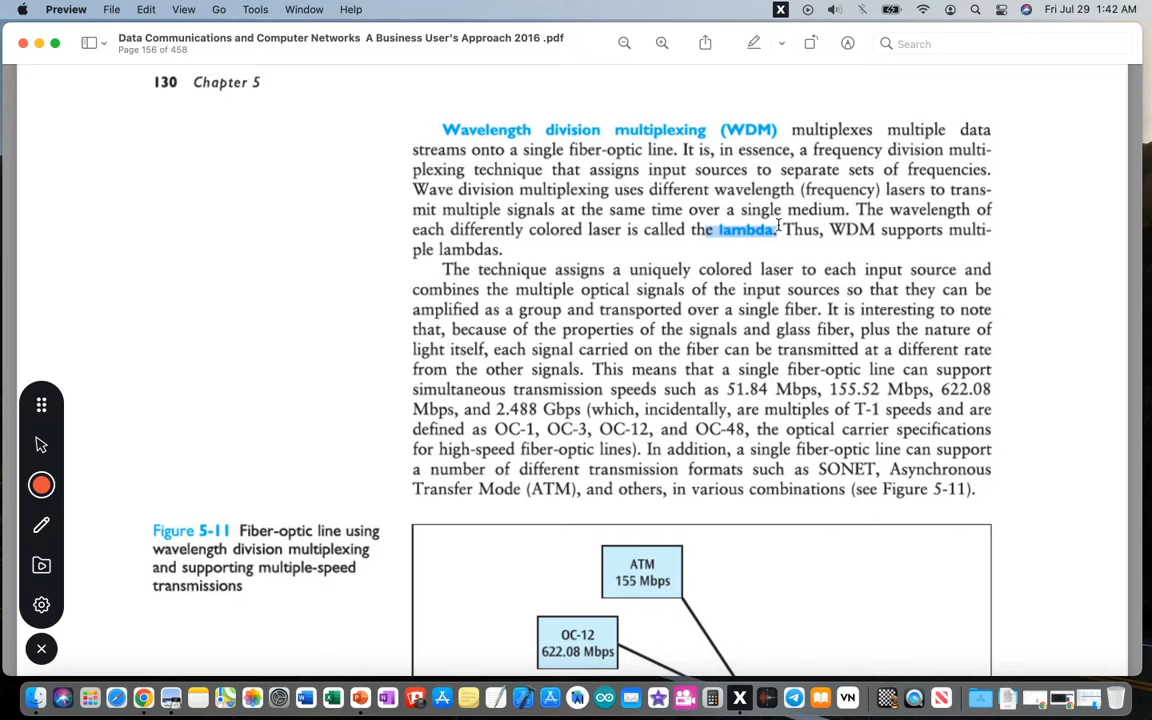 Preview File Edit View Go Tools Window Help Fri Jul 29 1:42 AM
Data Communications and Computer Networks A Business User's Approach 2016 .pdf
Page 156 of 458
Search
130 Chapter 5
Wavelength division multiplexing (WDM) multiplexes multiple data
streams onto a single fiber-optic line. It is, in essence, a frequency division multi-
plexing technique that assigns input sources to separate sets of frequencies.
Wave division multiplexing uses different wavelength (frequency) lasers to trans-
mit multiple signals at the same time over a single medium. The wavelength of
each differently colored laser is called the lambda. Thus, WDM supports multi-
ple lambdas.
The technique assigns a uniquely colored laser to each input source and
combines the multiple optical signals of the input sources so that they can be
amplified as a group and transported over a single fiber. It is interesting to note
that, because of the properties of the signals and glass fiber, plus the nature of
light itself, each signal carried on the fiber can be transmitted at a different rate
from the other signals. This means that a single fiber-optic line can support
simultaneous transmission speeds such as 51.84 Mbps, 155.52 Mbps, 622.08
Mbps, and 2.488 Gbps (which, incidentally, are multiples of T-1 speeds and are
defined as OC-1, OC-3, OC-12, and OC-48, the optical carrier specifications
for high-speed fiber-optic lines). In addition, a single fiber-optic line can support
a number of different transmission formats such as SONET, Asynchronous
Transfer Mode (ATM), and others, in various combinations (see Figure 5-11).
Figure 5-11 Fiber-optic line using
wavelength division multiplexing
and supporting multiple-speed
transmissions
ATM
155 Mbps
OC-12
622.08 Mbps
VN